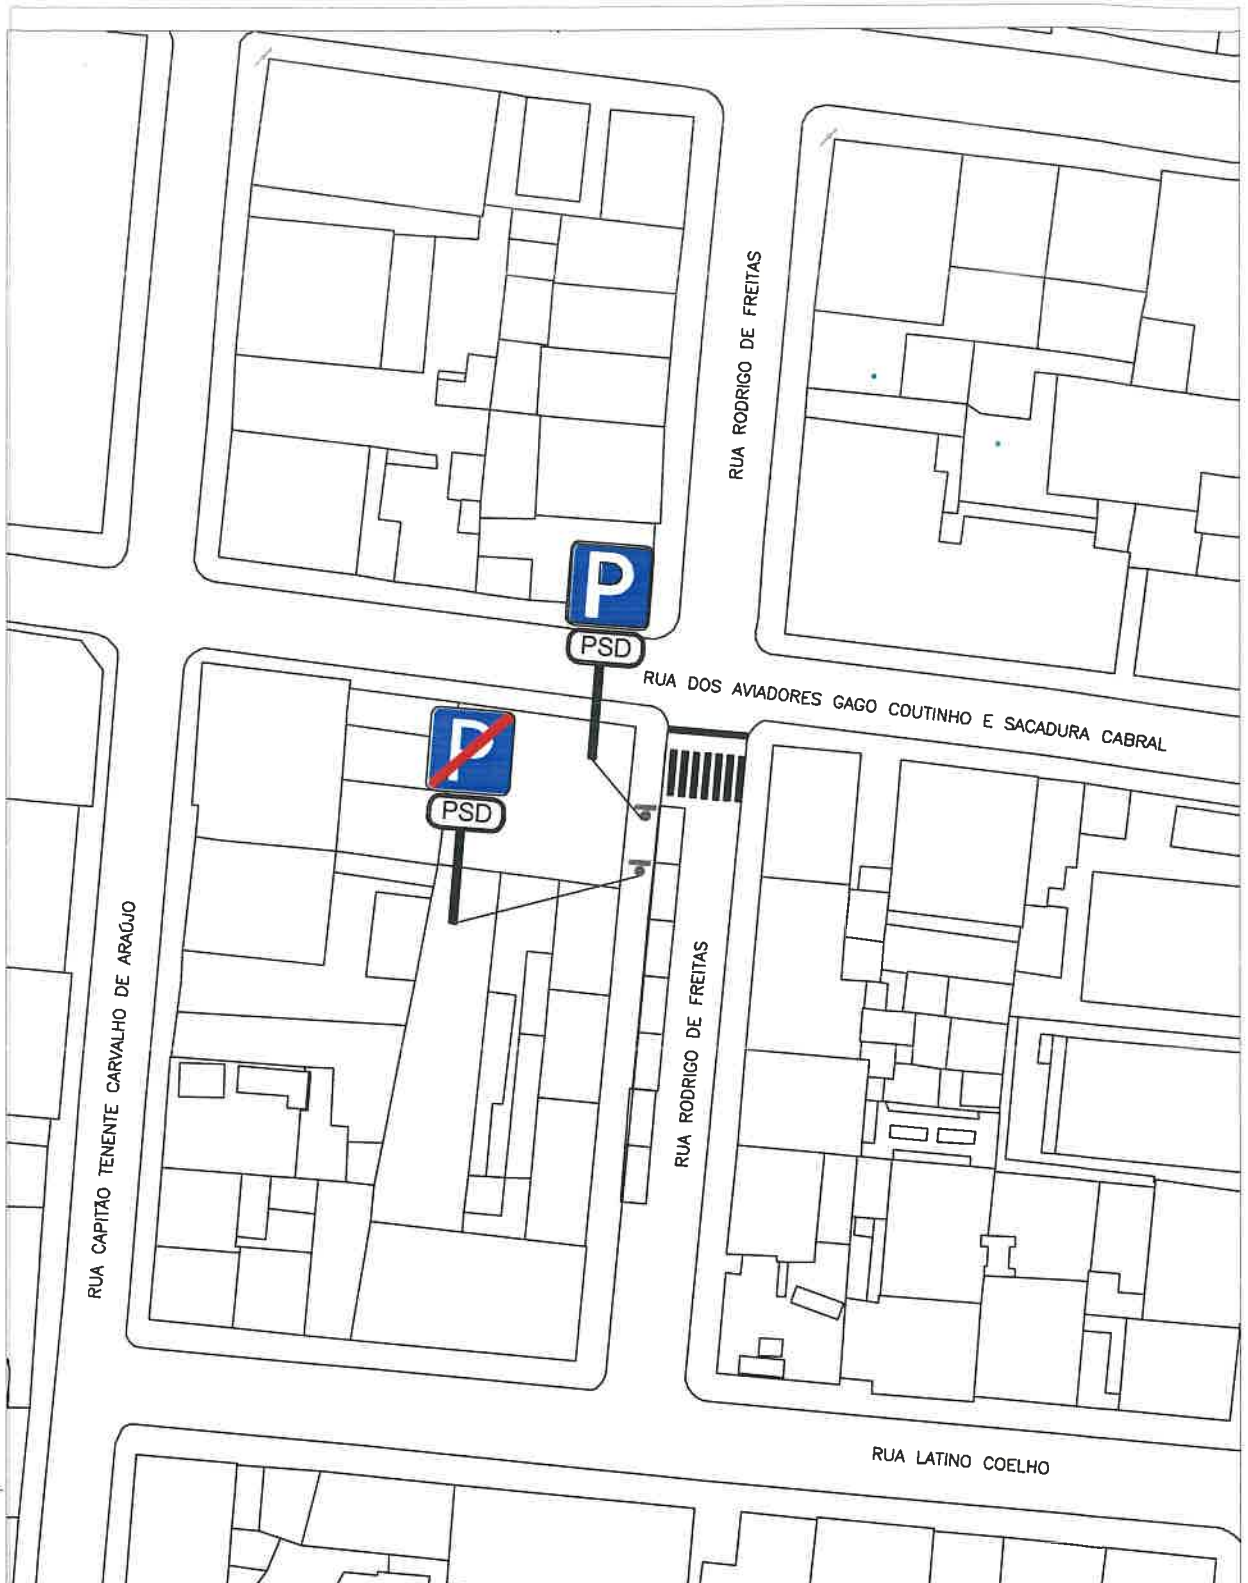 RUA RODRIGO DE FREITAS
P
PSD
RUA DOS AVIADORES GAGO COUTINHO E SACADURA CABRAL
P
PSD
RUA CAPITÃO TENENTE CARVALHO DE ARAÚJO
RUA RODRIGO DE FREITAS
RUA LATINO COELHO